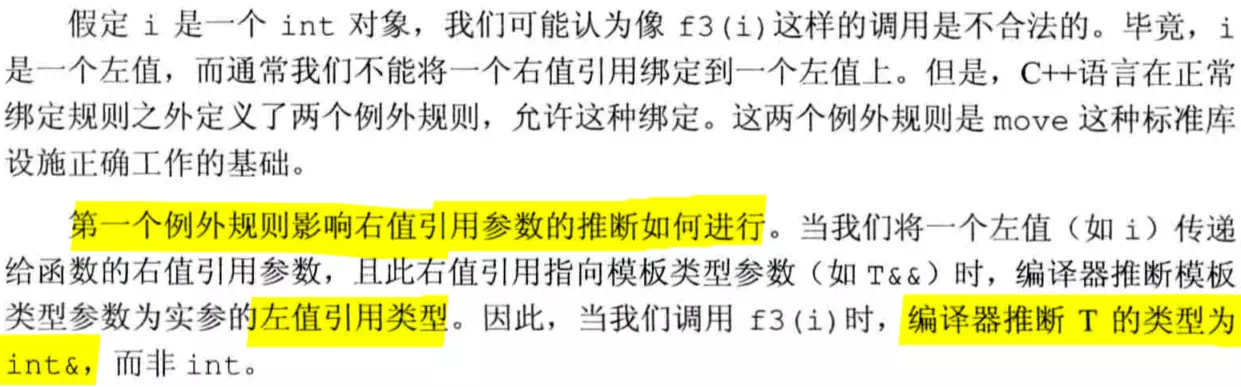 假定 i 是一个 int 对象，我们可能认为像 f3(i)这样的调用是不合法的。毕竟，i
是一个左值，而通常我们不能将一个右值引用绑定到一个左值上。但是，C++语言在正常
绑定规则之外定义了两个例外规则，允许这种绑定。这两个例外规则是 move 这种标准库
设施正确工作的基础。
第一个例外规则影响右值引用参数的推断如何进行。当我们将一个左值（如 i）传递
给函数的右值引用参数，且此右值引用指向模板类型参数（如 T&&）时，编译器推断模板
类型参数为实参的左值引用类型。因此，当我们调用 f3(i)时，编译器推断 T 的类型为
int&，而非 int。